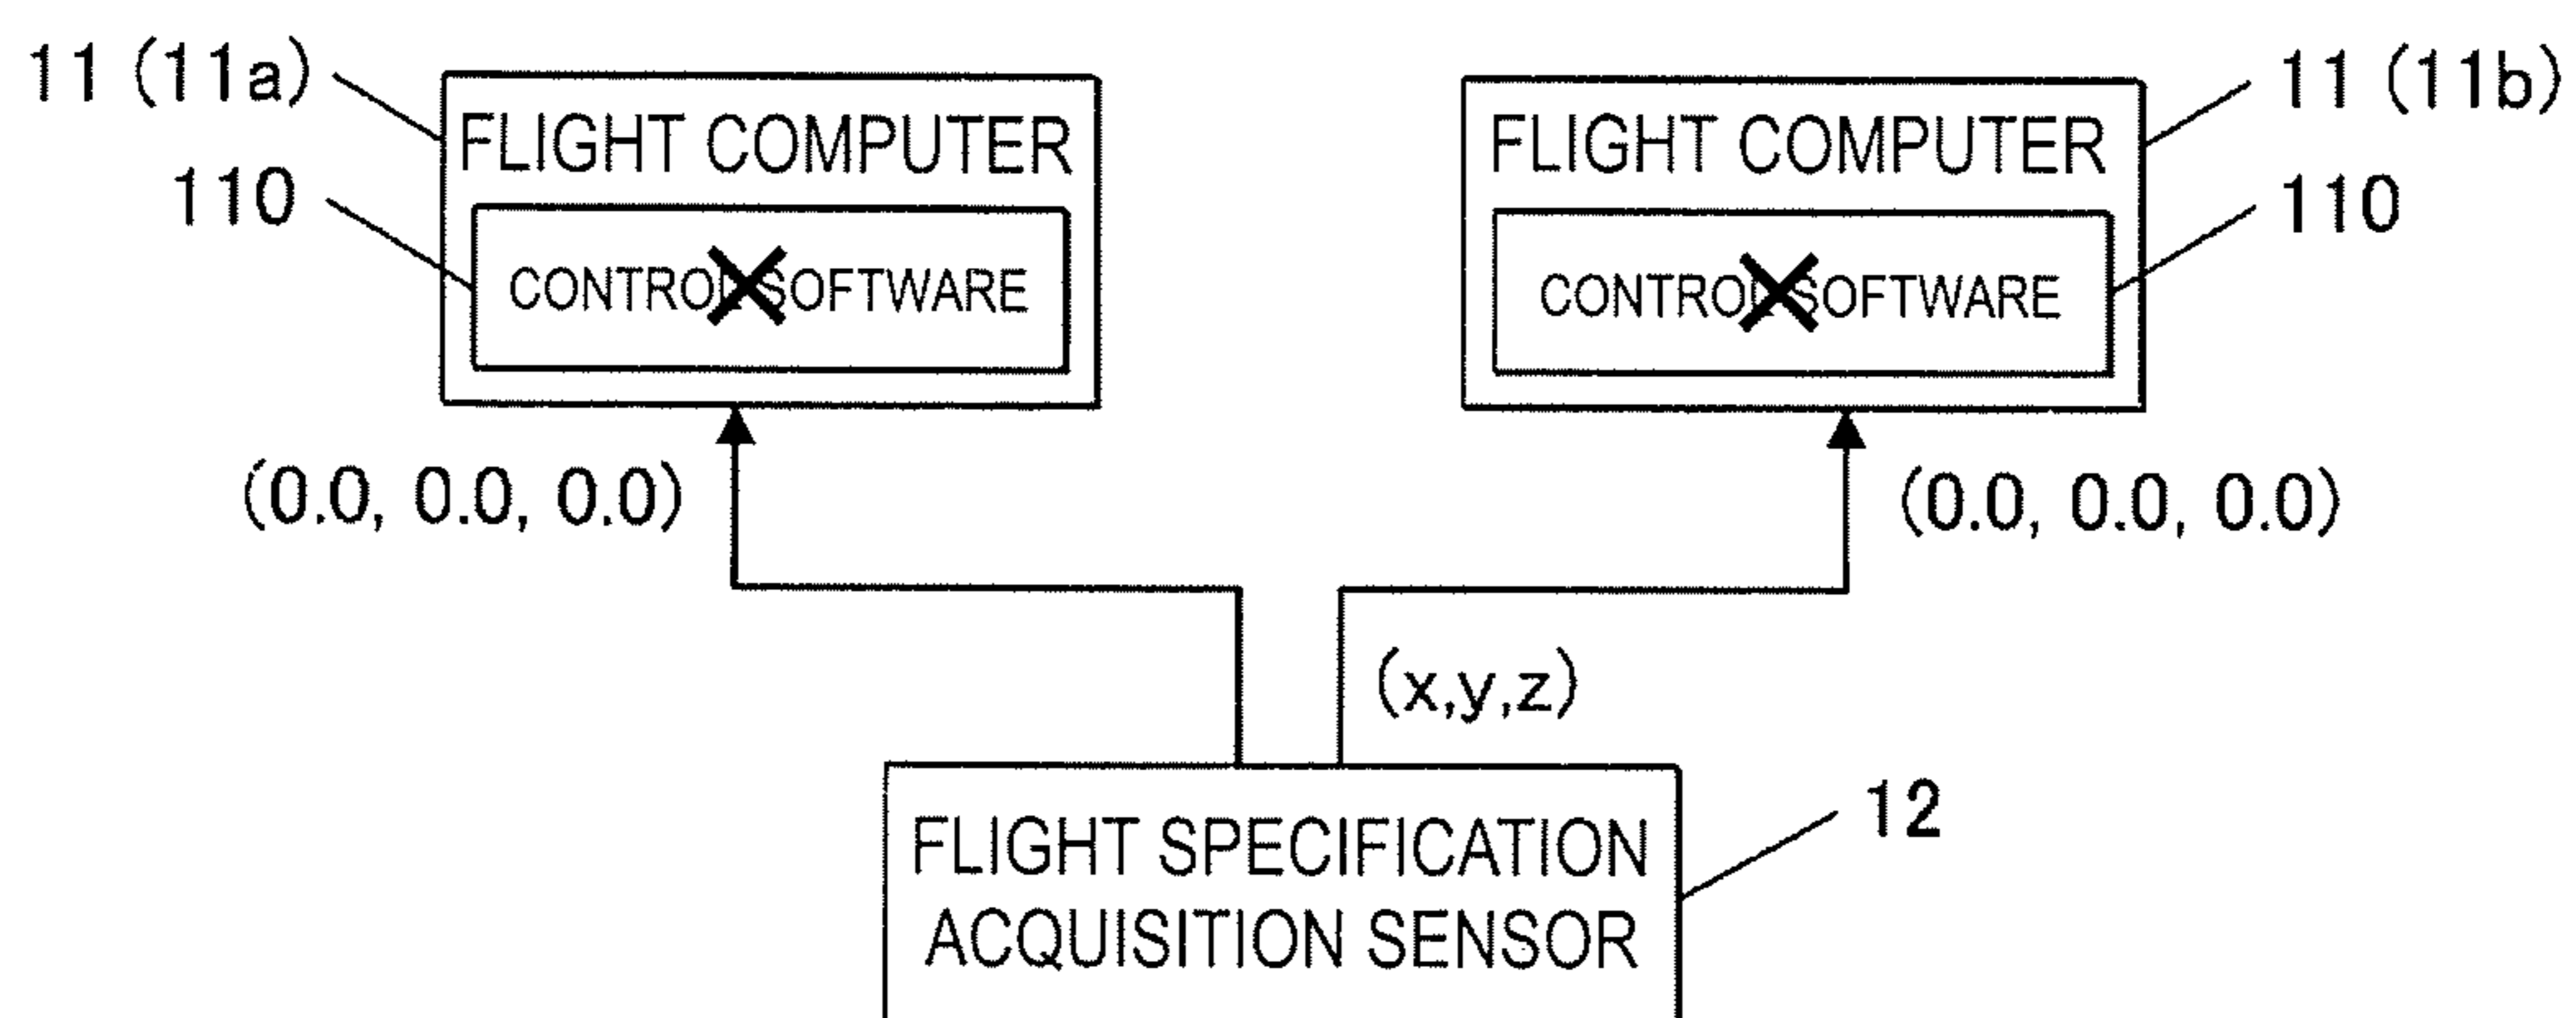 11 (11a)
FLIGHT COMPUTER
110
CONTROL SOFTWARE
FLIGHT COMPUTER
11 (11b)
CONTROL SOFTWARE
110
(0.0, 0.0, 0.0)
(0.0, 0.0, 0.0)
(x,y,z)
FLIGHT SPECIFICATION
ACQUISITION SENSOR
12